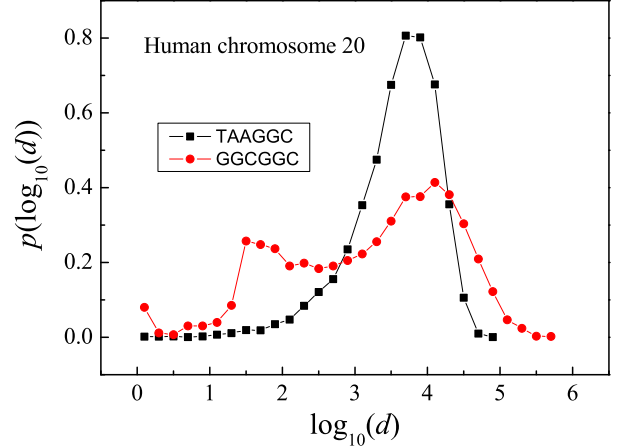 0.8
Human chromosome 20
0.6
TAAGGC
GGCGGC
0.4
p(log10(d))
0.2
0.0
0 1 2 3 4 5 6
log10(d)